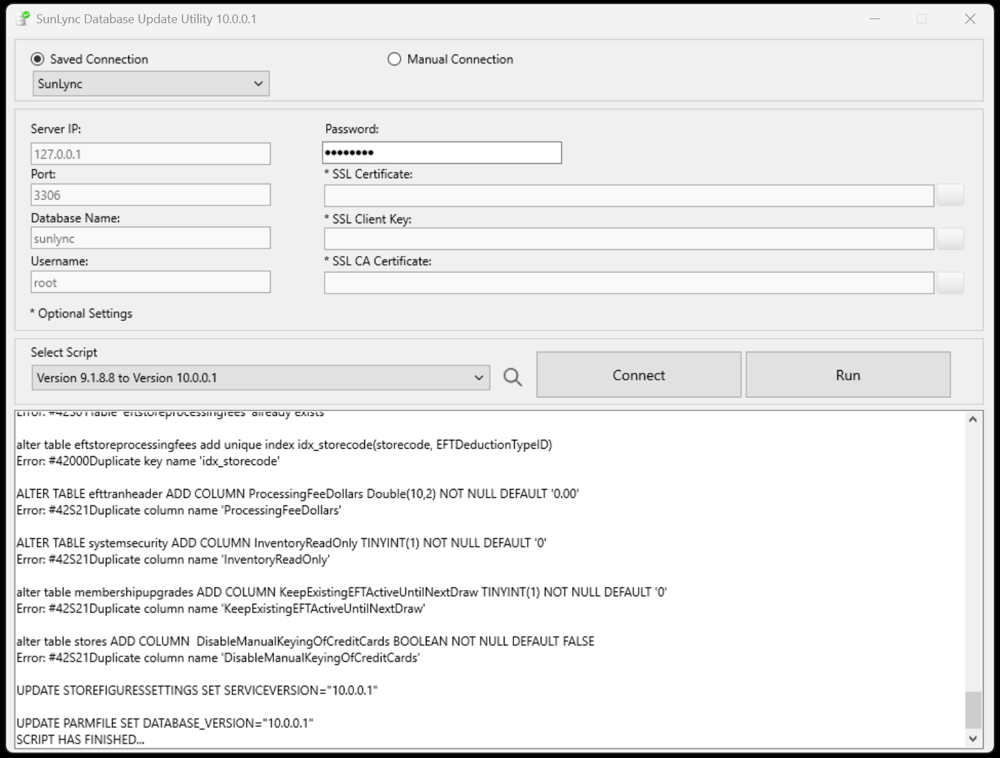 SunLync Database Update Utility 10.0.0.1
Saved Connection
Manual Connection
SunLync
Server IP:
Password:
127.0.0.1
••••••••
Port:
* SSL Certificate:
3306
Database Name:
* SSL Client Key:
sunlync
Username:
* SSL CA Certificate:
root
* Optional Settings
Select Script
Version 9.1.8.8 to Version 10.0.0.1
Connect
Run
Error: #42S01Table 'eftstoreprocessingfees' already exists
alter table eftstoreprocessingfees add unique index idx_storecode(storecode, EFTDeductionTypeID)
Error: #42000Duplicate key name 'idx_storecode'
ALTER TABLE efttranheader ADD COLUMN ProcessingFeeDollars Double(10,2) NOT NULL DEFAULT '0.00'
Error: #42S21Duplicate column name 'ProcessingFeeDollars'
ALTER TABLE systemsecurity ADD COLUMN InventoryReadOnly TINYINT(1) NOT NULL DEFAULT '0'
Error: #42S21Duplicate column name 'InventoryReadOnly'
alter table membershipupgrades ADD COLUMN KeepExistingEFTActiveUntilNextDraw TINYINT(1) NOT NULL DEFAULT '0'
Error: #42S21Duplicate column name 'KeepExistingEFTActiveUntilNextDraw'
alter table stores ADD COLUMN  DisableManualKeyingOfCreditCards BOOLEAN NOT NULL DEFAULT FALSE
Error: #42S21Duplicate column name 'DisableManualKeyingOfCreditCards'
UPDATE STOREFIGURESSETTINGS SET SERVICEVERSION="10.0.0.1"
UPDATE PARMFILE SET DATABASE_VERSION="10.0.0.1"
SCRIPT HAS FINISHED...